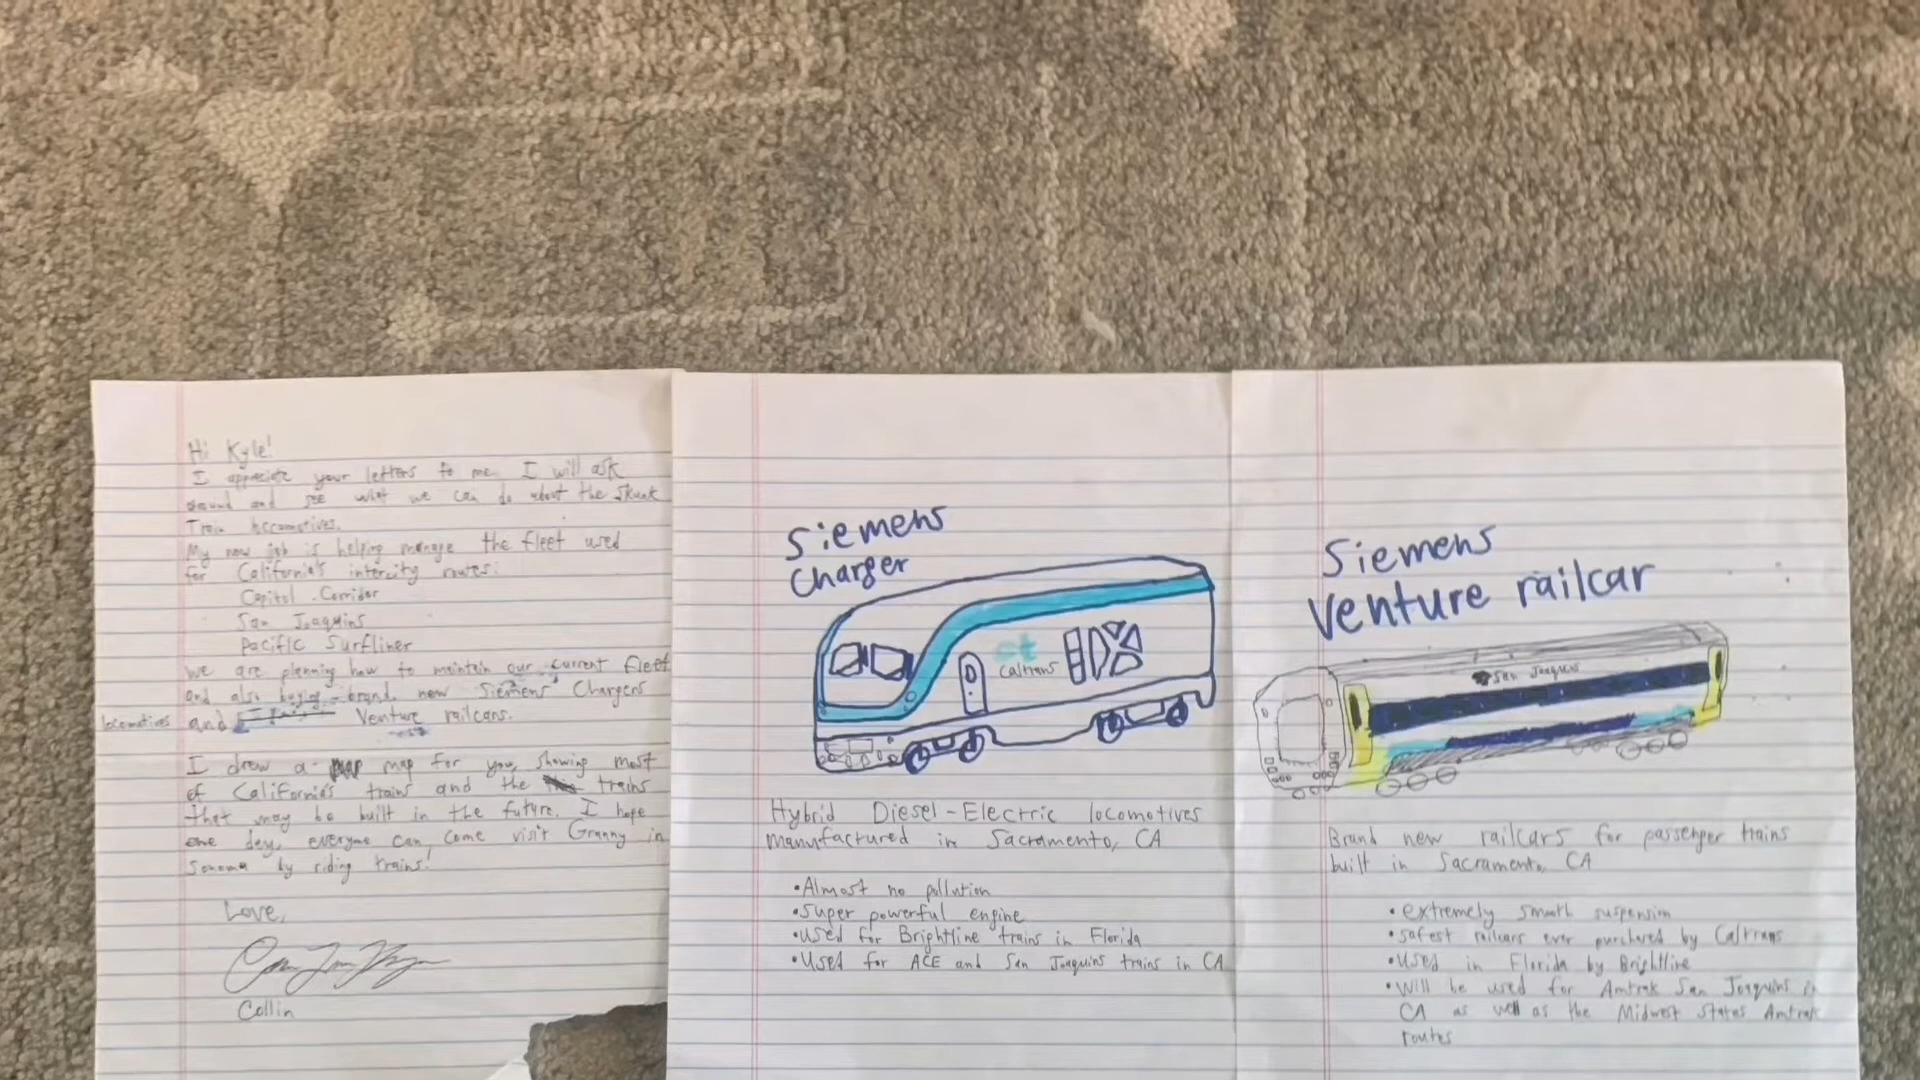 Hi Kyle!
I appreciate your letters to me. I will ask
around and see what we can do about the Skunk
Train locomotives.
My new job is helping manage the fleet used
for California's intercity routes:
Capitol Corridor
San Joaquins
Pacific Surfliner
We are planning how to maintain our current fleet
and also buying brand new Siemens Chargers
locomotives and Venture railcars.
I drew a map for you, showing most
of California's trains and the trains
that may be built in the future. I hope
one day, everyone can come visit Granny in
Sonoma by riding trains!
Love,
Collin
Siemens
Charger
ct
caltrans
Hybrid Diesel-Electric locomotives
manufactured in Sacramento, CA
•Almost no pollution
•Super powerful engine
•Used for Brightline trains in Florida
•Used for ACE and San Joaquins trains in CA
Siemens
Venture railcar
San Joaquins
Brand new railcars for passenger trains
built in Sacramento, CA
•extremely smooth suspension
•safest railcars ever purchased by Caltrans
•Used in Florida by Brightline
•Will be used for Amtrak San Joaquins in
CA as well as the Midwest States Amtrak
routes